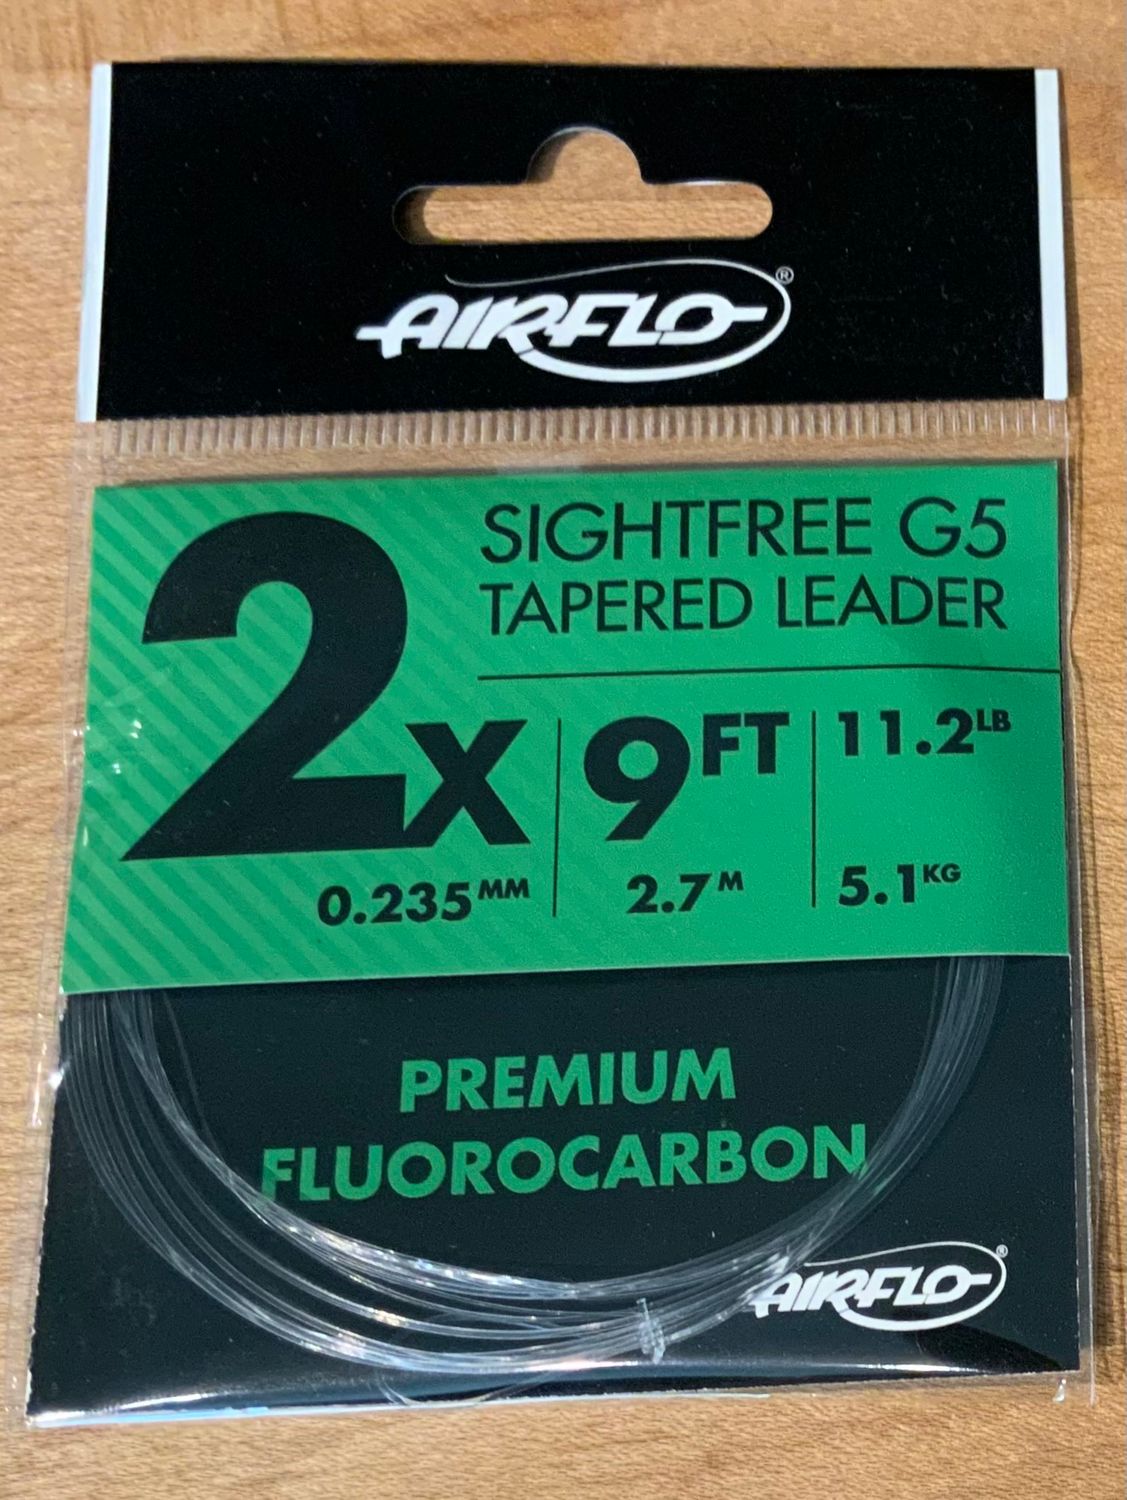 AIRFLO®
SIGHTFREE G5
TAPERED LEADER
2X
9FT
11.2LB
0.235MM
2.7M
5.1KG
PREMIUM
FLUOROCARBON
AIRFLO®